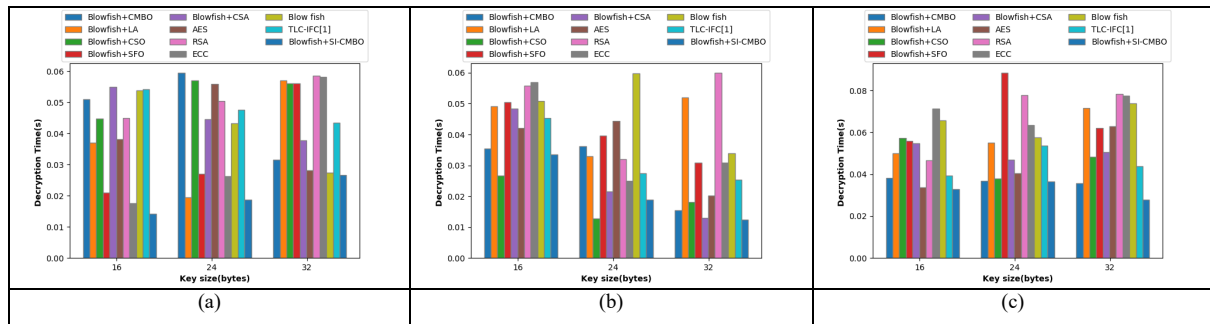 Blowfish+CMBO Blowfish+CSA Blow fish
Blowfish+LA AES TLC-IFC[1]
Blowfish+CSO RSA Blowfish+SI-CMBO
Blowfish+SFO ECC
Decryption Time(s)
0.06
0.05
0.04
0.03
0.02
0.01
0.00
16 24 32
Key size(bytes)
(a)
Blowfish+CMBO Blowfish+CSA Blow fish
Blowfish+LA AES TLC-IFC[1]
Blowfish+CSO RSA Blowfish+SI-CMBO
Blowfish+SFO ECC
Decryption Time(s)
0.06
0.05
0.04
0.03
0.02
0.01
0.00
16 24 32
Key size(bytes)
(b)
Blowfish+CMBO Blowfish+CSA Blow fish
Blowfish+LA AES TLC-IFC[1]
Blowfish+CSO RSA Blowfish+SI-CMBO
Blowfish+SFO ECC
Decryption Time(s)
0.08
0.06
0.04
0.02
0.00
16 24 32
Key size(bytes)
(c)